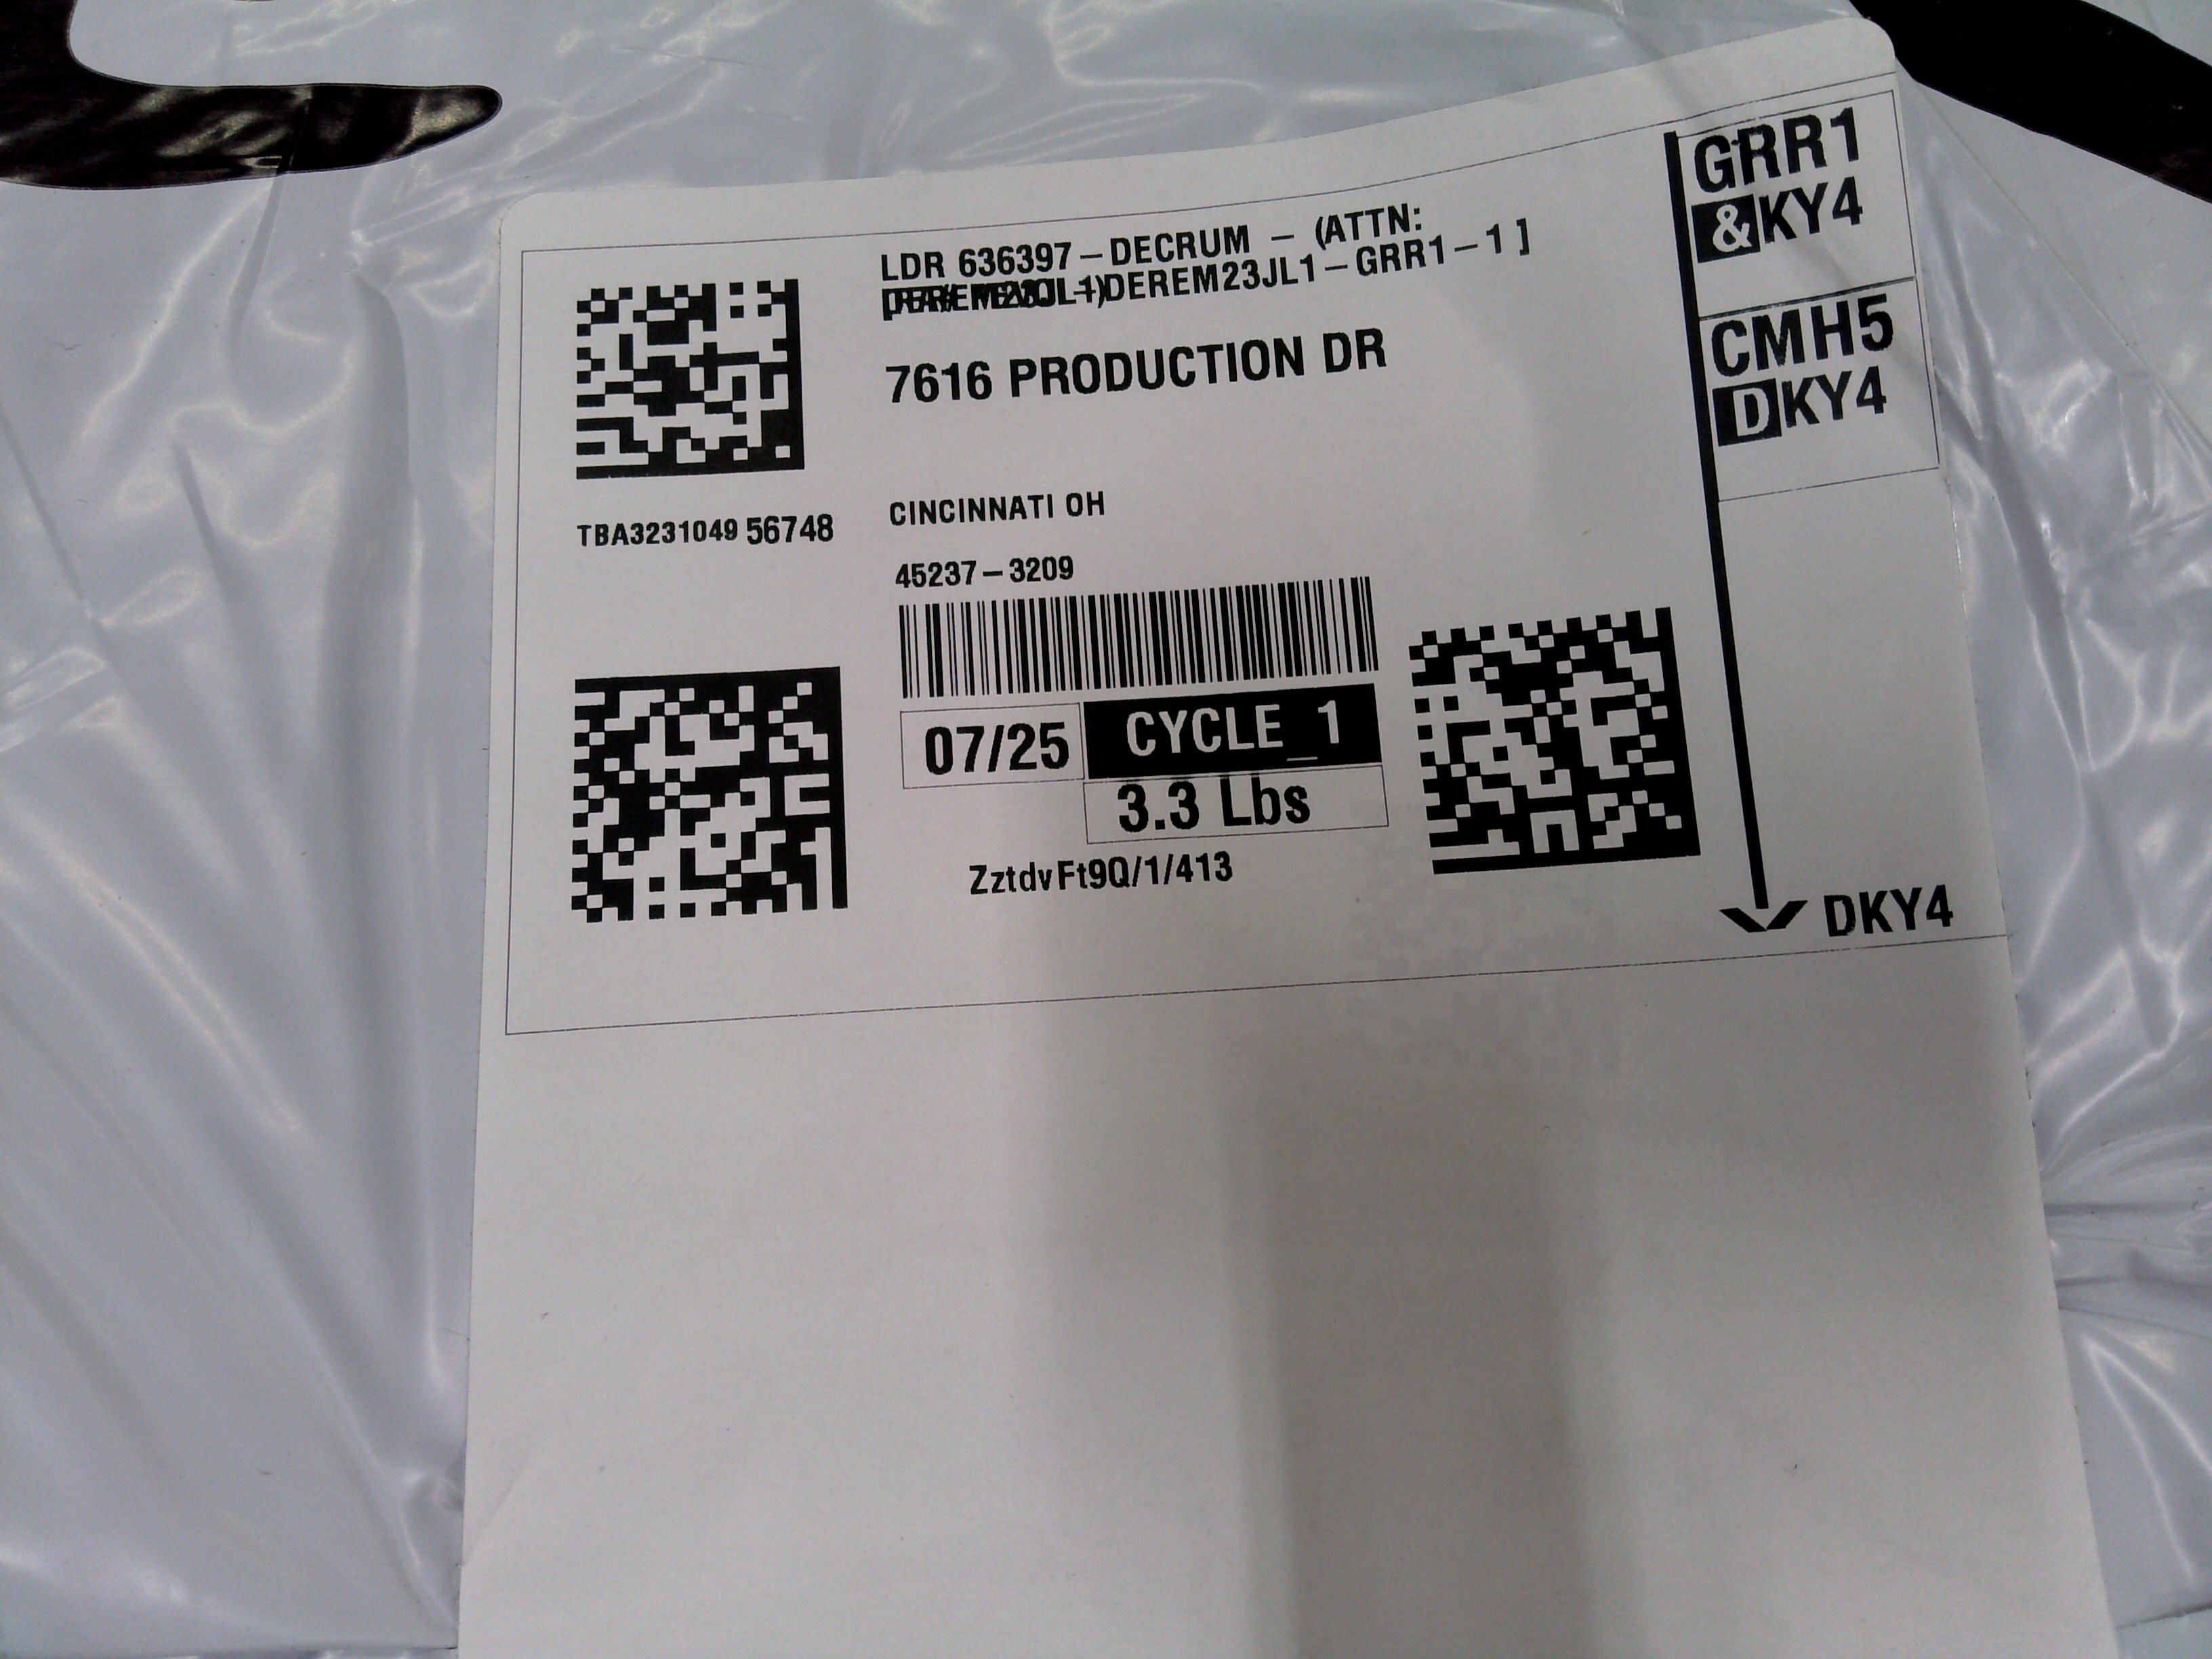 LDR 636397-DECRUM - (ATTN:
DEREM23JL1-GRR1-1 ]
7616 PRODUCTION DR
CINCINNATI OH
45237-3209
TBA3231049 56748
07/25
CYCLE_1
3.3 Lbs
ZztdvFt9Q/1/413
GRR1
&KY4
CMH5
DKY4
DKY4